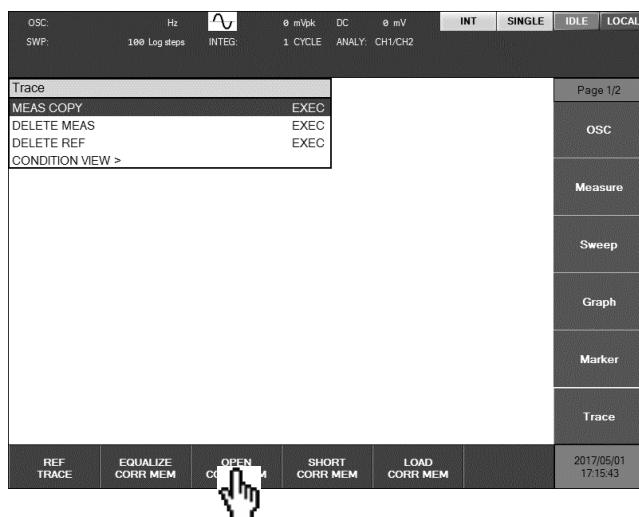 OSC: Hz 0 mVpk DC 0 mV INT SINGLE IDLE LOCAL
SWP: 100 Log steps INTEG: 1 CYCLE ANALY: CH1/CH2
Trace
MEAS COPY EXEC
DELETE MEAS EXEC
DELETE REF EXEC
CONDITION VIEW >
Page 1/2
OSC
Measure
Sweep
Graph
Marker
Trace
REF TRACE
EQUALIZE CORR MEM
OPEN
SHORT CORR MEM
LOAD CORR MEM
2017/05/01
17:15:43